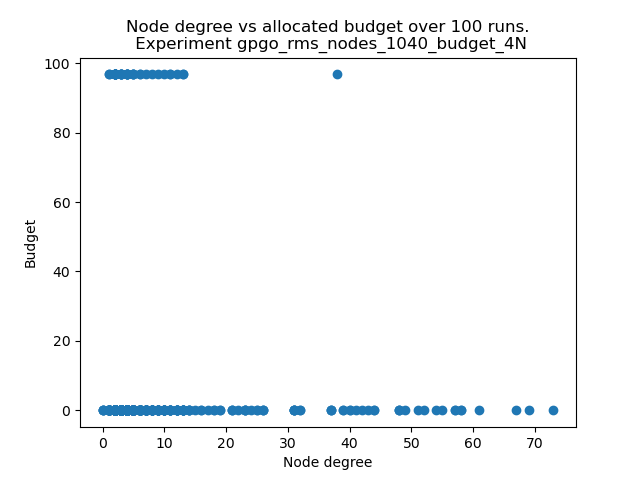 Node degree vs allocated budget over 100 runs.
Experiment gpgo_rms_nodes_1040_budget_4N
100
80
60
40
20
0
Budget
0 10 20 30 40 50 60 70
Node degree